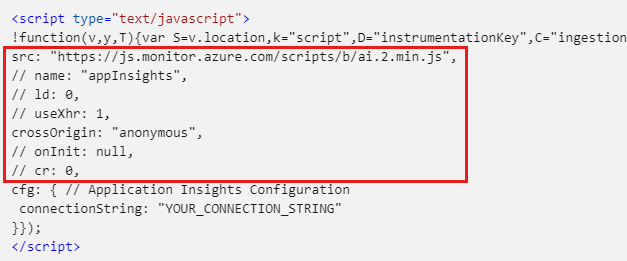 <script type="text/javascript">
!function(v,y,T){var S=v.location,k="script",D="instrumentationKey",C="ingestion
src: "https://js.monitor.azure.com/scripts/b/ai.2.min.js",
// name: "appInsights",
// ld: 0,
// useXhr: 1,
crossOrigin: "anonymous",
// onInit: null,
// cr: 0,
cfg: { // Application Insights Configuration
connectionString: "YOUR_CONNECTION_STRING"
}});
</script>